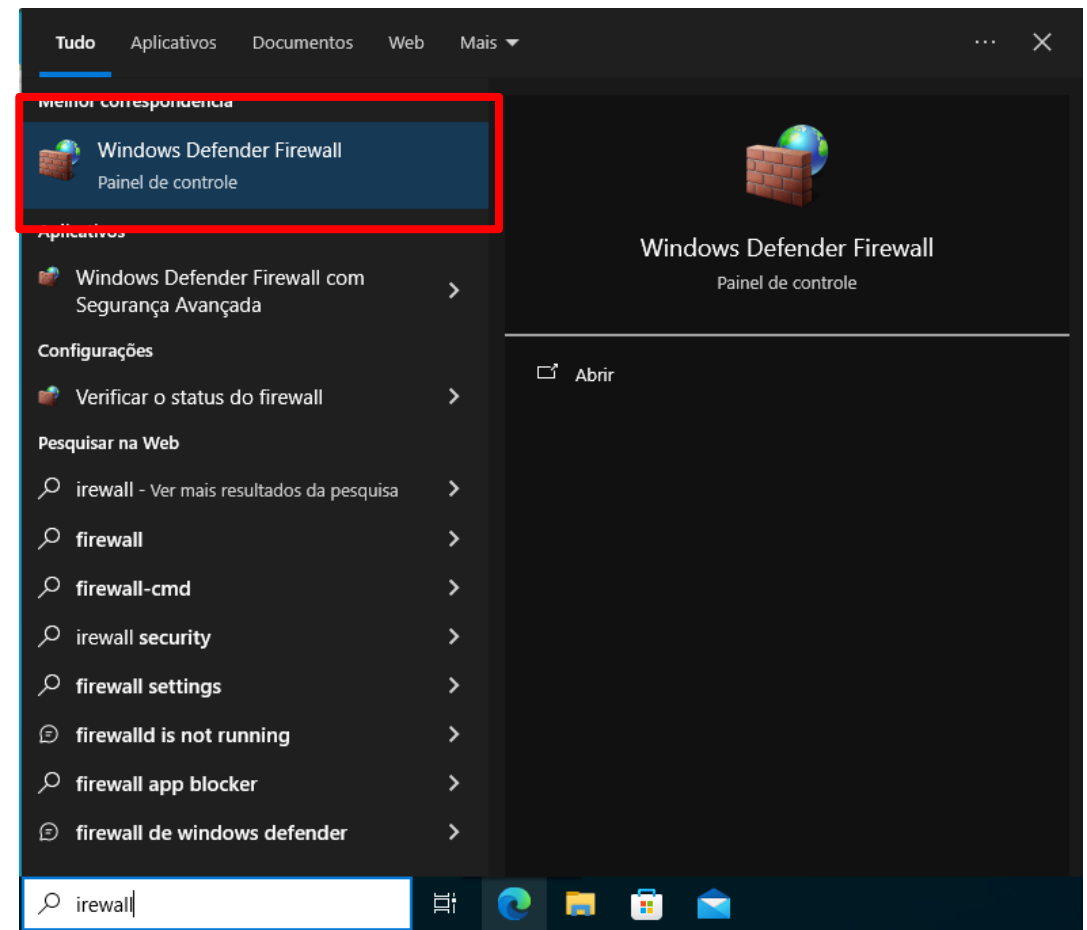 Tudo Aplicativos Documentos Web Mais
Melhor correspondência
Windows Defender Firewall
Painel de controle
Aplicativos
Windows Defender Firewall com
Segurança Avançada
Configurações
Verificar o status do firewall
Pesquisar na Web
irewall - Ver mais resultados da pesquisa
firewall
firewall-cmd
irewall security
firewall settings
firewalld is not running
firewall app blocker
firewall de windows defender
irewall
Windows Defender Firewall
Painel de controle
Abrir